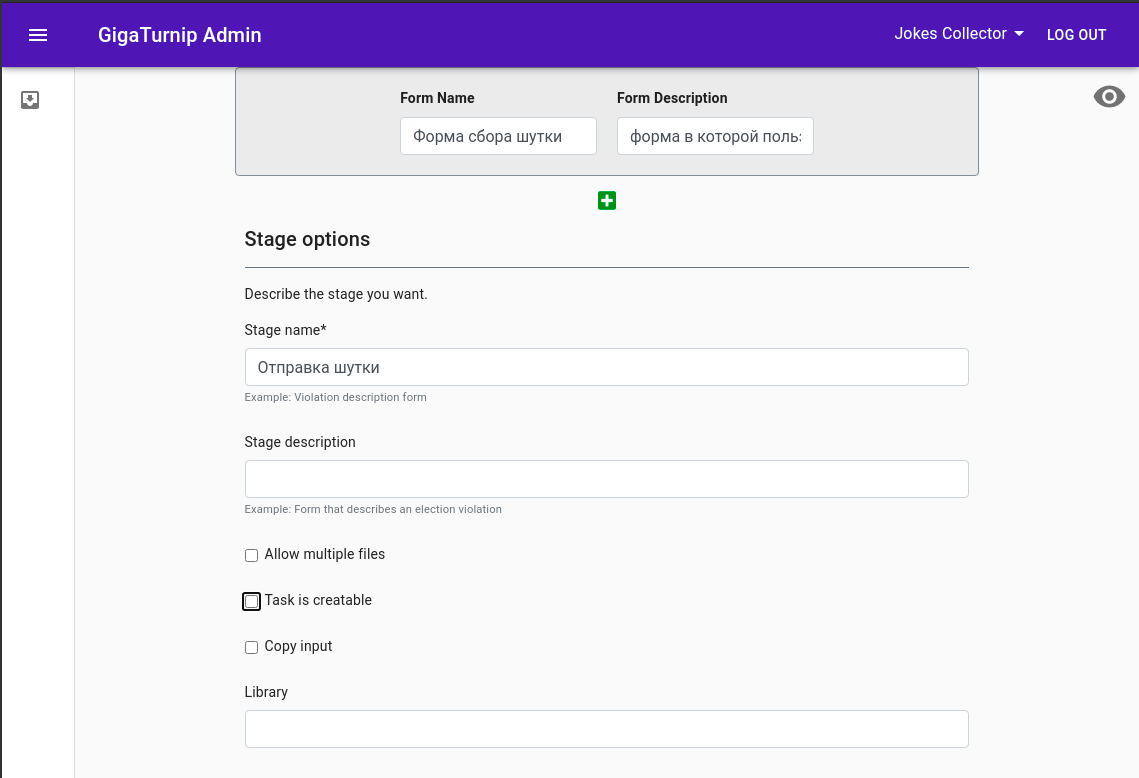 GigaTurnip Admin
Jokes Collector
LOG OUT
Form Name
Form Description
Форма сбора шутки
форма в которой поль
Stage options
Describe the stage you want.
Stage name*
Отправка шутки
Example: Violation description form
Stage description
Example: Form that describes an election violation
Allow multiple files
Task is creatable
Copy input
Library